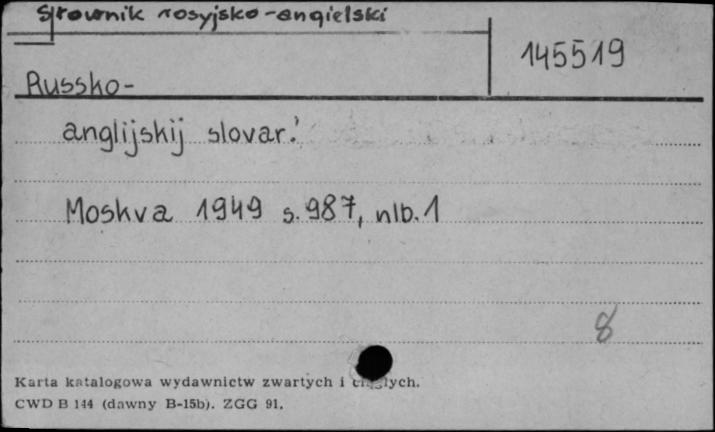 Słownik rosyjsko-angielski
145519
Russko-
anglijskij slovar.'
Moskva 1949 s. 987, nlb. 1
8
Karta katalogowa wydawnictw zwartych i ciągłych.
CWD B 144 (dawny B-15b). ZGG 91.